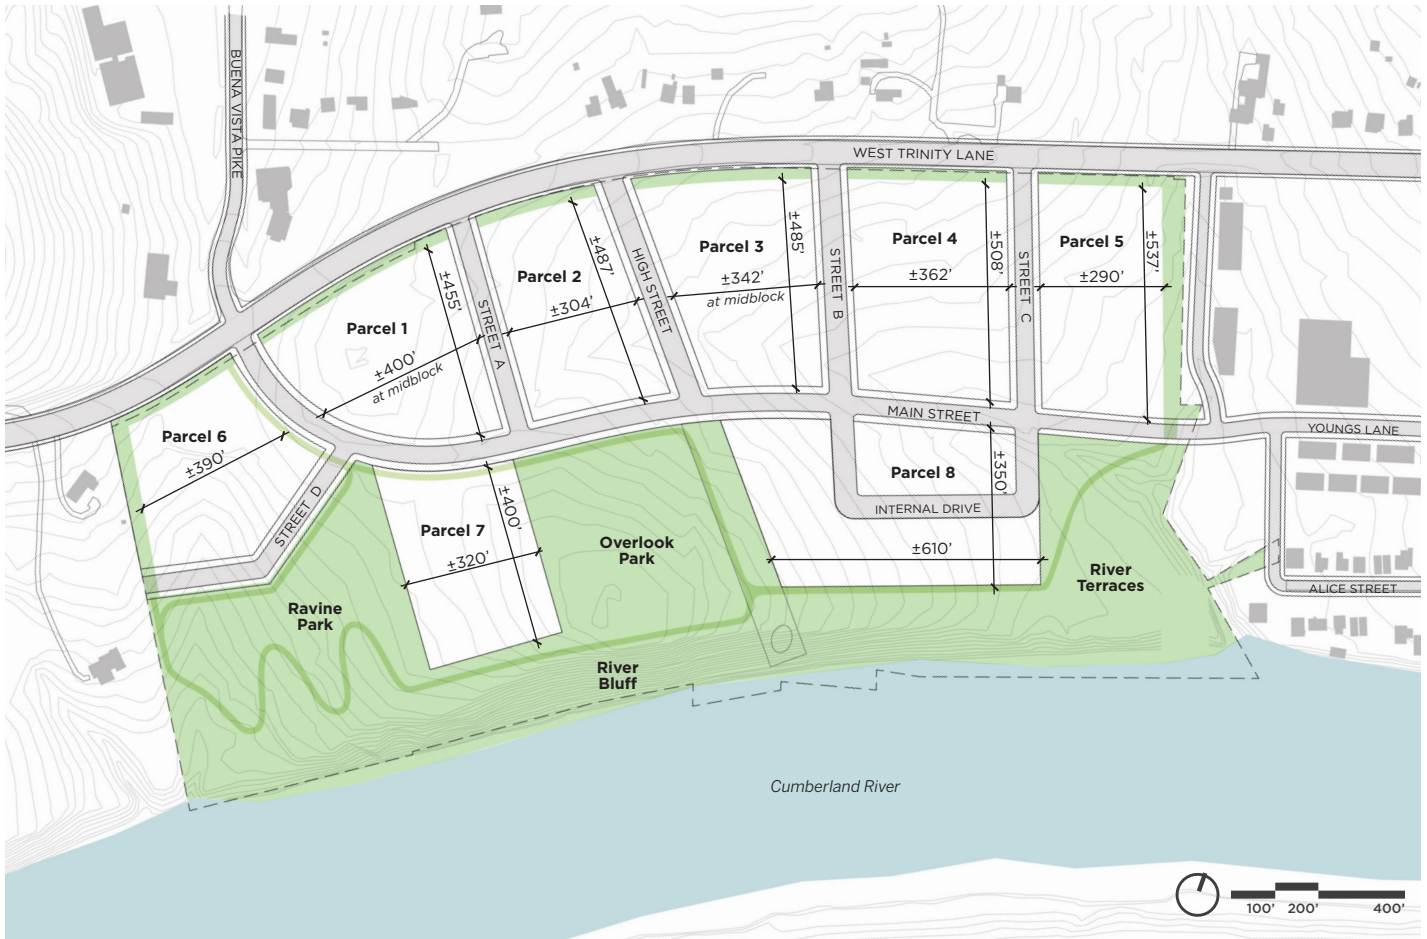 BUENA VISTA PIKE
WEST TRINITY LANE
Parcel 1
±400'
at midblock
±455'
STREET A
Parcel 2
±304'
±487'
HIGH STREET
Parcel 3
±342'
at midblock
±485'
STREET B
Parcel 4
±362'
±508'
STREET C
Parcel 5
±290'
±537'
Parcel 6
±390'
STREET D
MAIN STREET
YOUNGS LANE
Parcel 7
±320'
±400'
Parcel 8
±350'
INTERNAL DRIVE
±610'
Overlook
Park
River
Terraces
ALICE STREET
Ravine
Park
River
Bluff
Cumberland River
100' 200' 400'